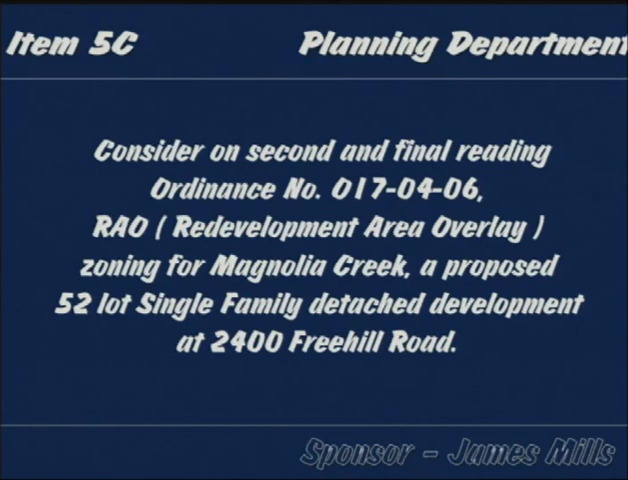 Item 5C Planning Department
Consider on second and final reading
Ordinance No. 017-04-06,
RAO ( Redevelopment Area Overlay )
zoning for Magnolia Creek, a proposed
52 lot Single Family detached development
at 2400 Freehill Road.
Sponsor - James Mills